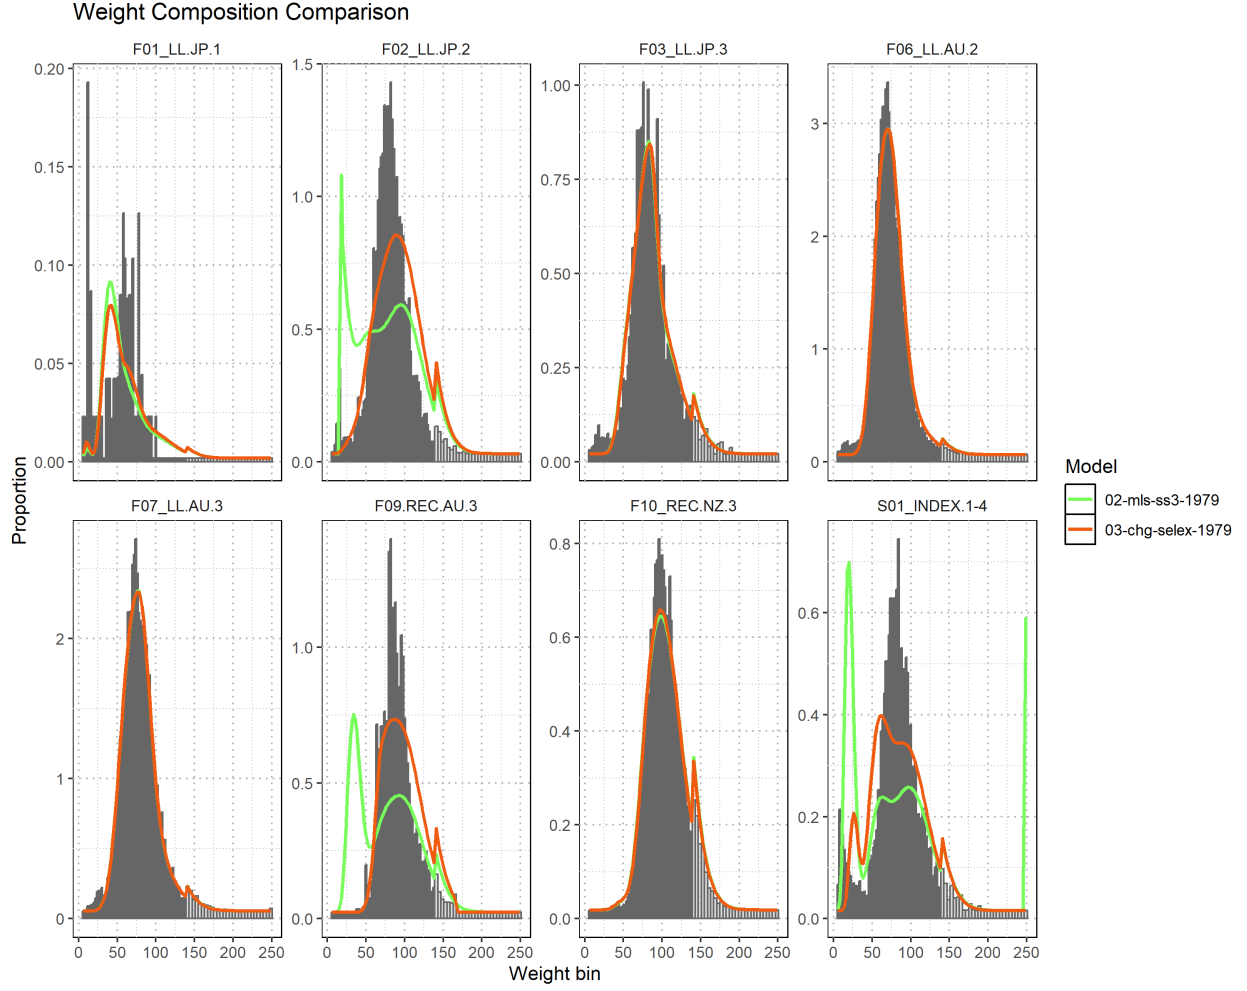 Weight Composition Comparison
F01_LL.JP.1
F02_LL.JP.2
F03_LL.JP.3
F06_LL.AU.2
0.20
0.15
0.10
0.05
0.00
1.5
1.0
0.5
0.0
1.00
0.75
0.50
0.25
0.00
3
2
1
0
Proportion
F07_LL.AU.3
F09.REC.AU.3
F10_REC.NZ.3
S01_INDEX.1-4
2
1
0
1.0
0.5
0.0
0.8
0.6
0.4
0.2
0.0
0.6
0.4
0.2
0.0
0 50 100 150 200 250
0 50 100 150 200 250
0 50 100 150 200 250
0 50 100 150 200 250
Weight bin
Model
02-mls-ss3-1979
03-chg-selex-1979